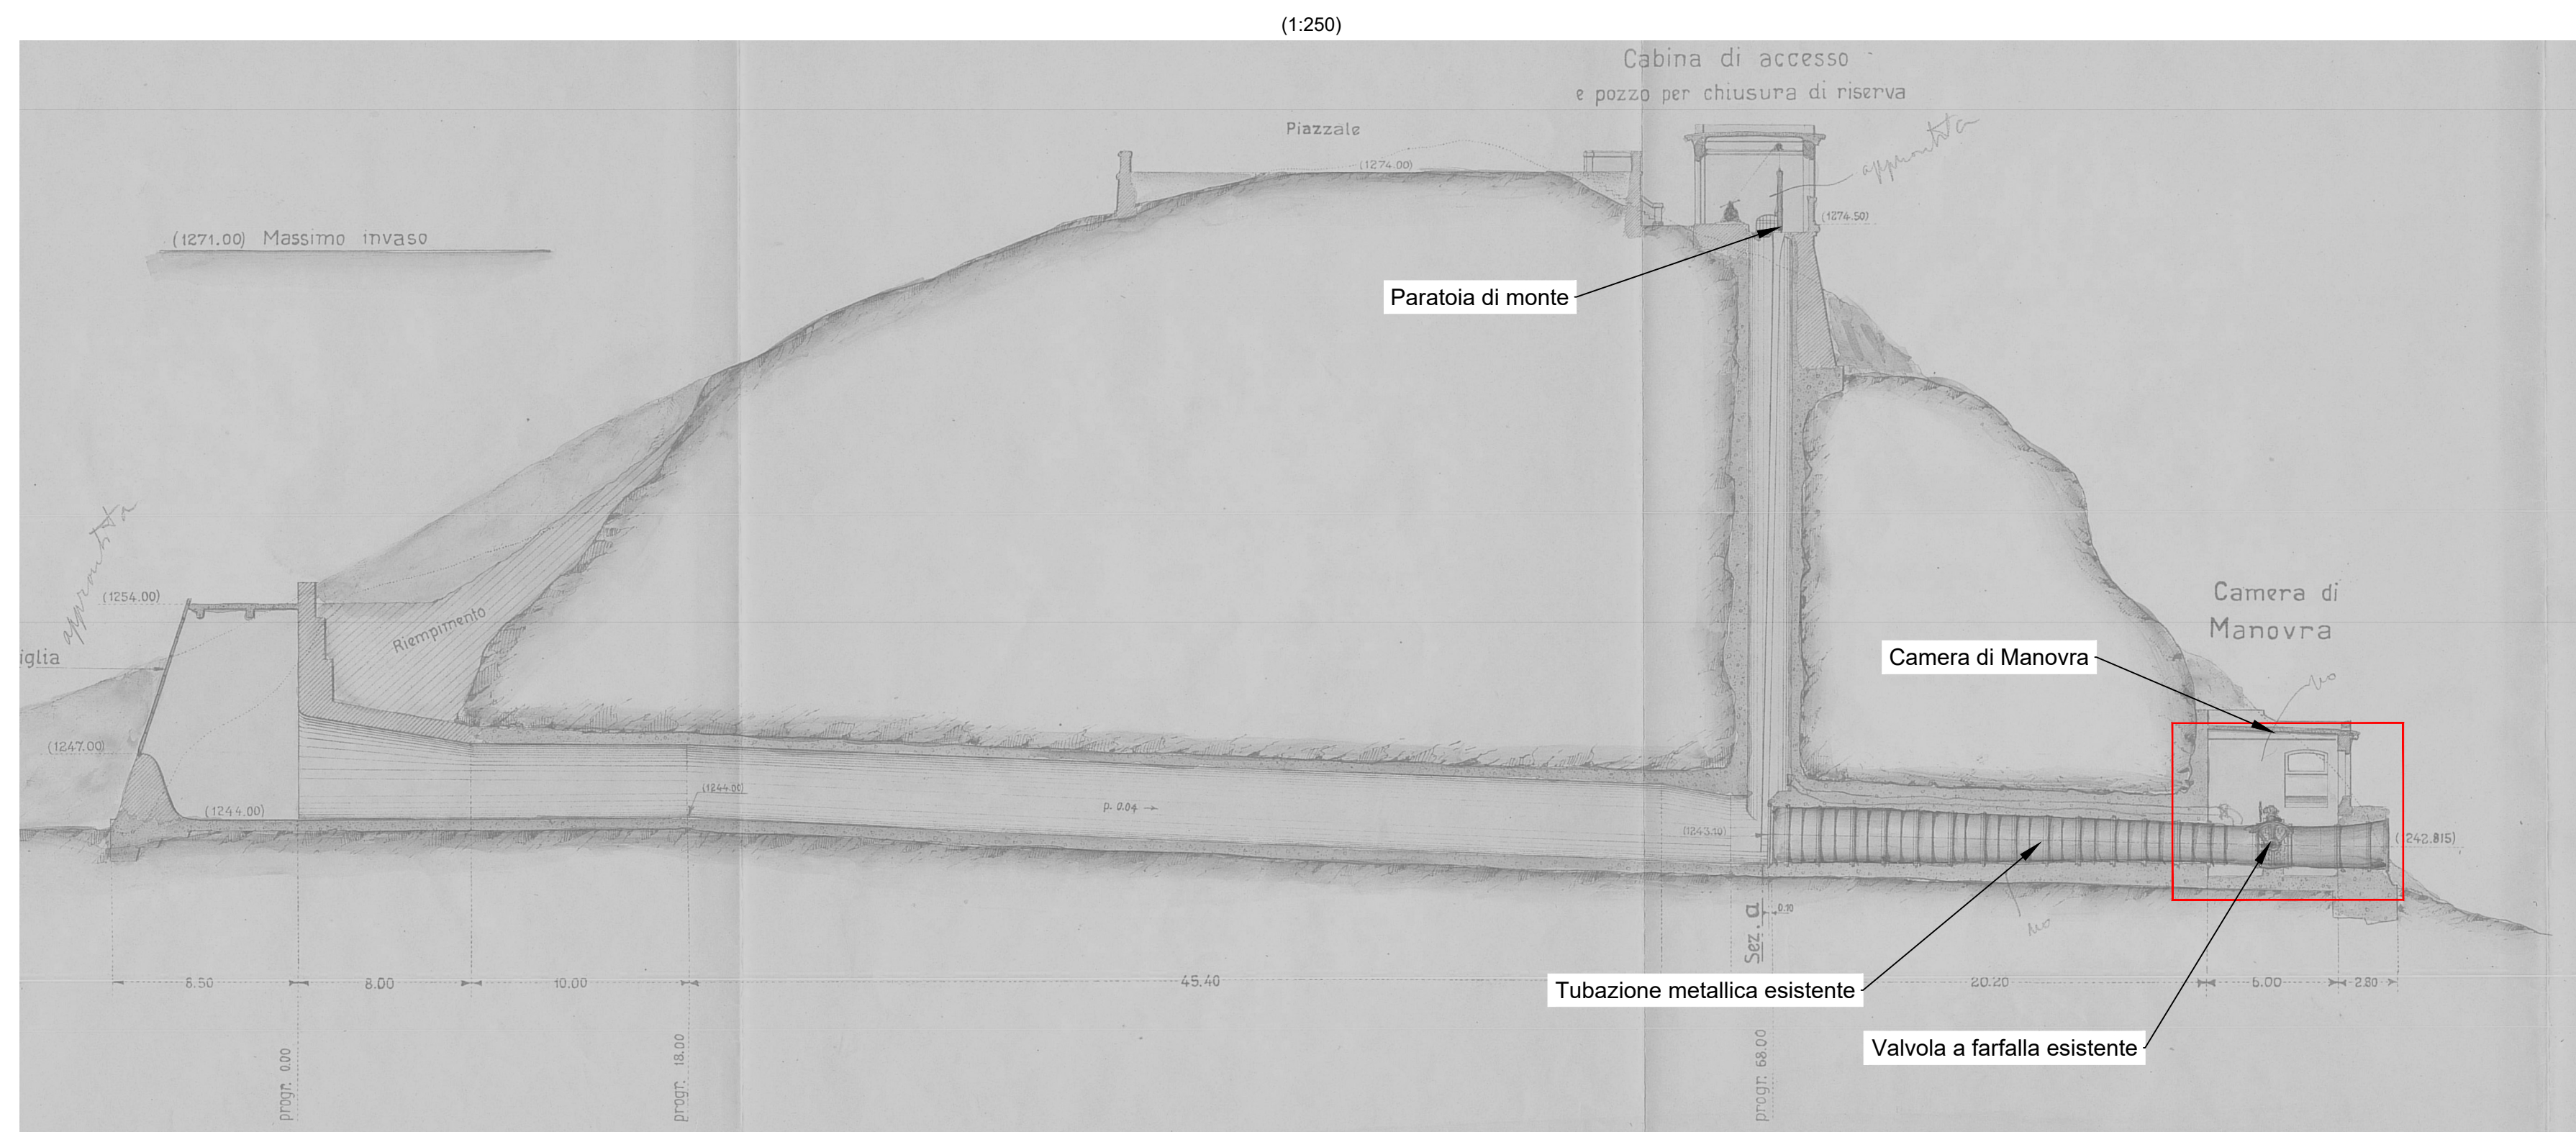 (1:250)
Cabina di accesso
e pozzo per chiusura di riserva
Piazzale
(1274.00)
approntata
(1274.50)
(1271.00) Massimo invaso
Paratoia di monte
approntata
(1254.00)
Riempimento
iglia
Camera di
Manovra
Camera di Manovra
no
(1247.00)
(1244.00)
(1244.00)
p. 0.04
(1243.10)
(1242.815)
Sez. a
0.10
no
8.50
8.00
10.00
45.40
20.20
6.00
2.80
Tubazione metallica esistente
Valvola a farfalla esistente
progr. 0.00
progr. 18.00
progr. 68.00